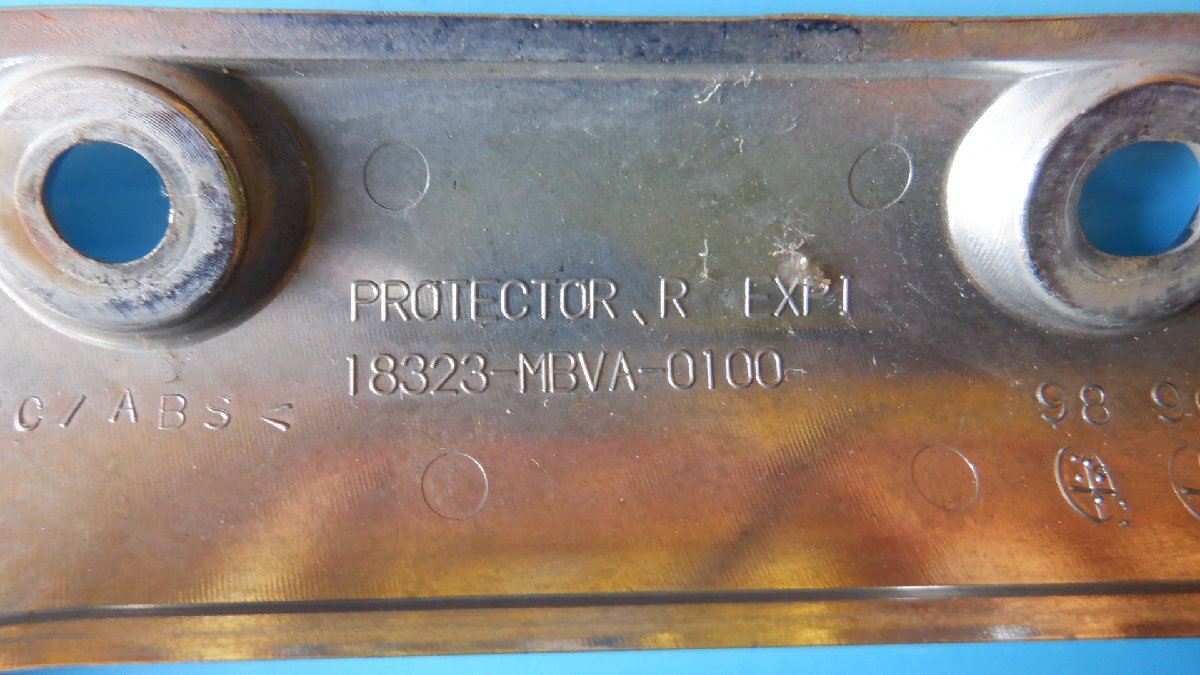 PROTECTOR、R EXPI
18323-MBVA-0100
C/ABS<
98